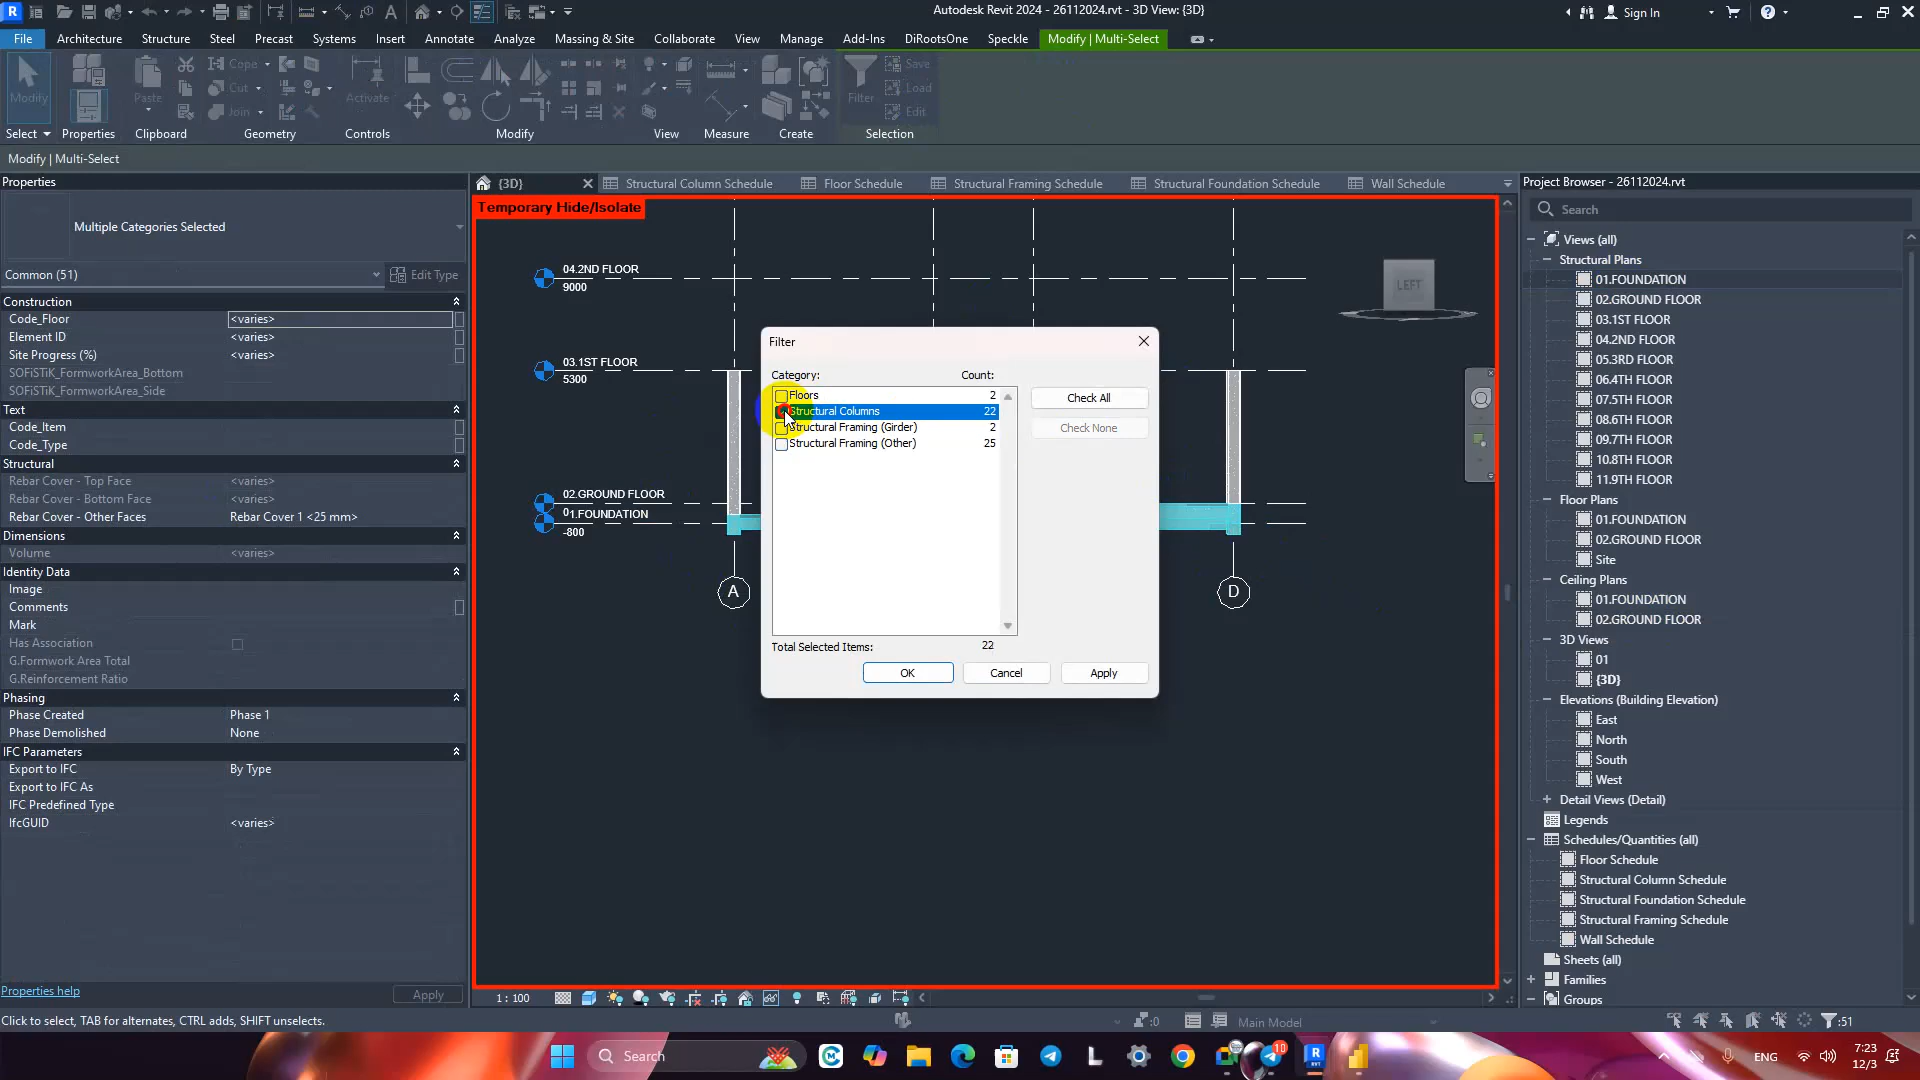 Autodesk Revit 2024 - 26112024.rvt - 3D View: {3D}
Sign In
File
Architecture
Structure
Steel
Precast
Systems
Insert
Annotate
Analyze
Massing & Site
Collaborate
View
Manage
Add-Ins
DiRootsOne
Speckle
Modify | Multi-Select
Modify
Paste
Cope
Cut
Join
Activate
Filter
Save
Load
Edit
Select
Properties
Clipboard
Geometry
Controls
Modify
View
Measure
Create
Selection
Modify | Multi-Select
Properties
Multiple Categories Selected
Common (51)
Edit Type
Construction
Code_Floor <varies>
Element ID <varies>
Site Progress (%) <varies>
SOFiSTiK_FormworkArea_Bottom
SOFiSTiK_FormworkArea_Side
Text
Code_Item
Code_Type
Structural
Rebar Cover - Top Face <varies>
Rebar Cover - Bottom Face <varies>
Rebar Cover - Other Faces Rebar Cover 1 <25 mm>
Dimensions
Volume <varies>
Identity Data
Image
Comments
Mark
Has Association
G.Formwork Area Total
G.Reinforcement Ratio
Phasing
Phase Created Phase 1
Phase Demolished None
IFC Parameters
Export to IFC By Type
Export to IFC As
IFC Predefined Type
IfcGUID <varies>
Properties help
Apply
{3D}
Structural Column Schedule
Floor Schedule
Structural Framing Schedule
Structural Foundation Schedule
Wall Schedule
Temporary Hide/Isolate
04.2ND FLOOR
9000
03.1ST FLOOR
5300
02.GROUND FLOOR
01.FOUNDATION
-800
A
D
LEFT
Filter
Category: Count:
Floors 2
Structural Columns 22
Structural Framing (Girder) 2
Structural Framing (Other) 25
Check All
Check None
Total Selected Items: 22
OK
Cancel
Apply
1 : 100
Project Browser - 26112024.rvt
Search
Views (all)
Structural Plans
01.FOUNDATION
02.GROUND FLOOR
03.1ST FLOOR
04.2ND FLOOR
05.3RD FLOOR
06.4TH FLOOR
07.5TH FLOOR
08.6TH FLOOR
09.7TH FLOOR
10.8TH FLOOR
11.9TH FLOOR
Floor Plans
01.FOUNDATION
02.GROUND FLOOR
Site
Ceiling Plans
01.FOUNDATION
02.GROUND FLOOR
3D Views
01
{3D}
Elevations (Building Elevation)
East
North
South
West
Detail Views (Detail)
Legends
Schedules/Quantities (all)
Floor Schedule
Structural Column Schedule
Structural Foundation Schedule
Structural Framing Schedule
Wall Schedule
Sheets (all)
Families
Groups
Click to select, TAB for alternates, CTRL adds, SHIFT unselects.
:0
Main Model
:51
Search
10
ENG
7:23
12/3